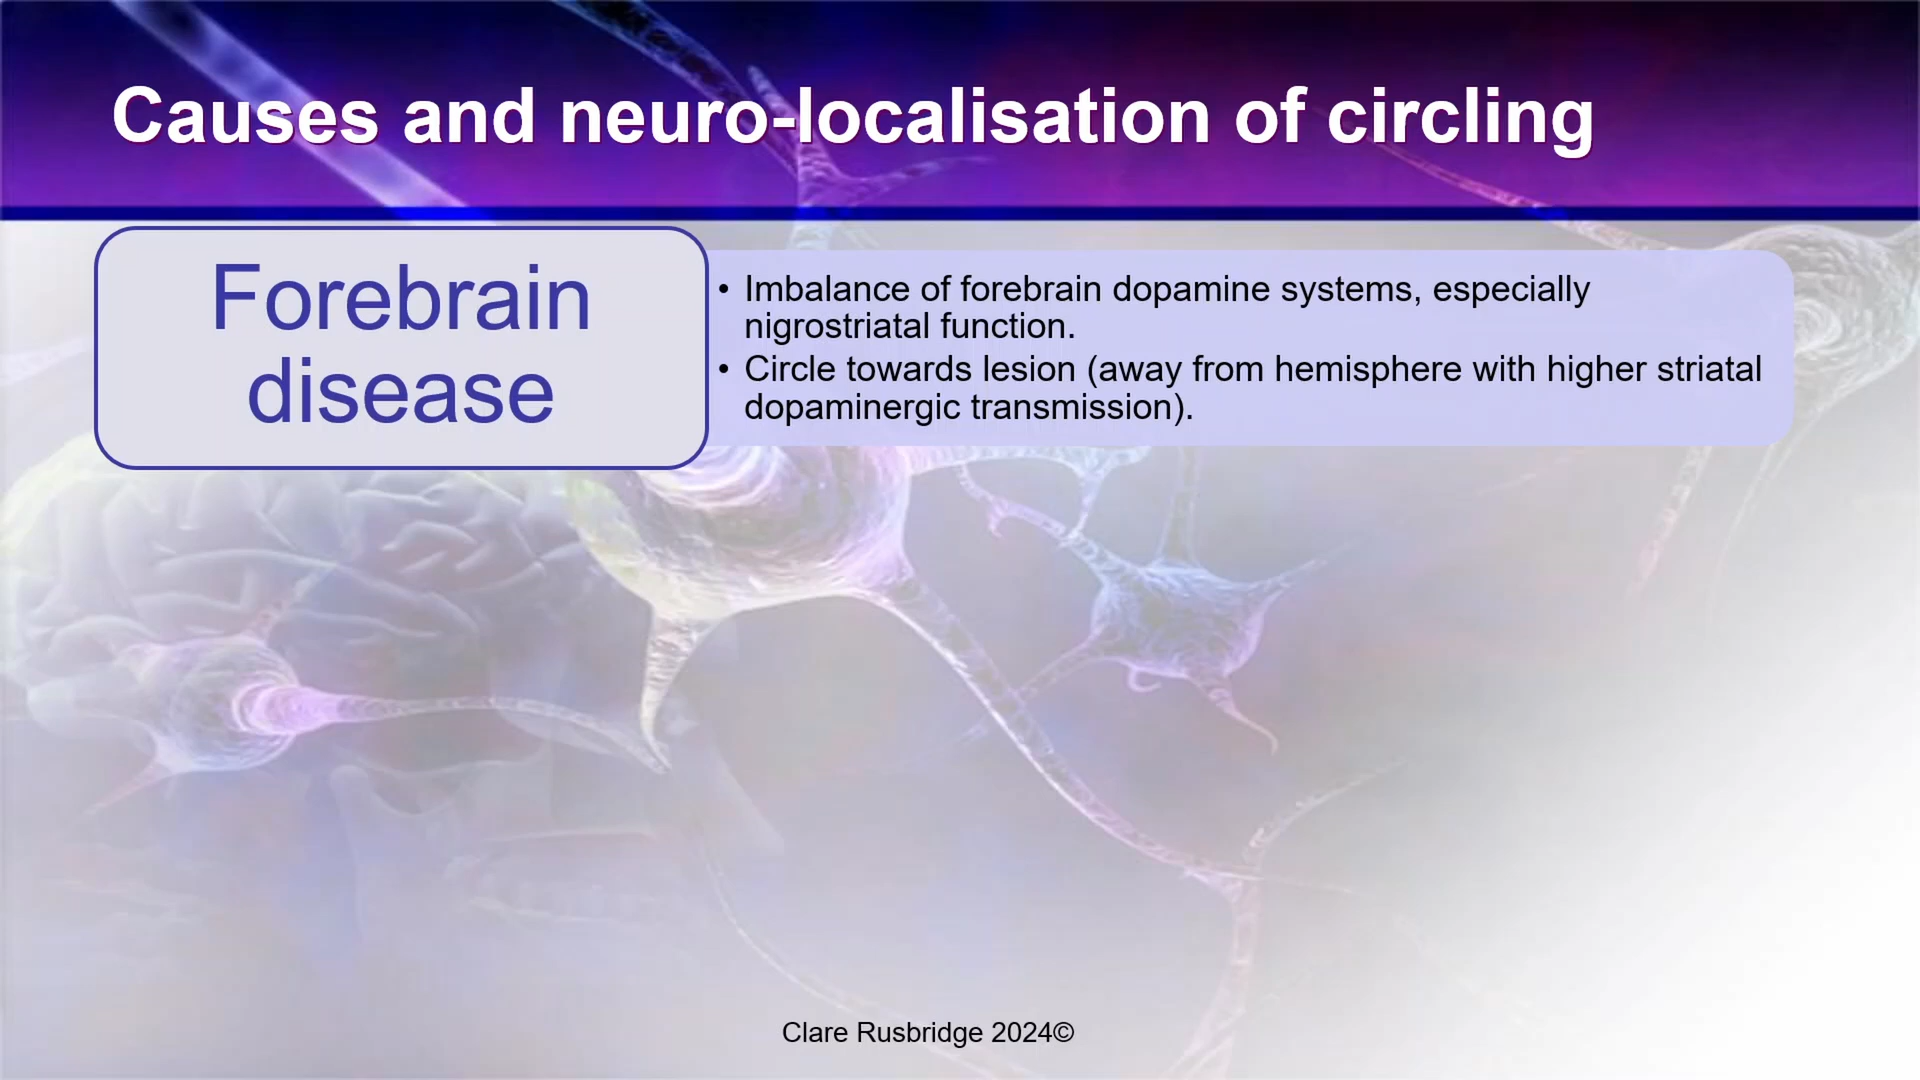 Causes and neuro-localisation of circling
Forebrain
disease
• Imbalance of forebrain dopamine systems, especially
nigrostriatal function.
• Circle towards lesion (away from hemisphere with higher striatal
dopaminergic transmission).
Clare Rusbridge 2024©